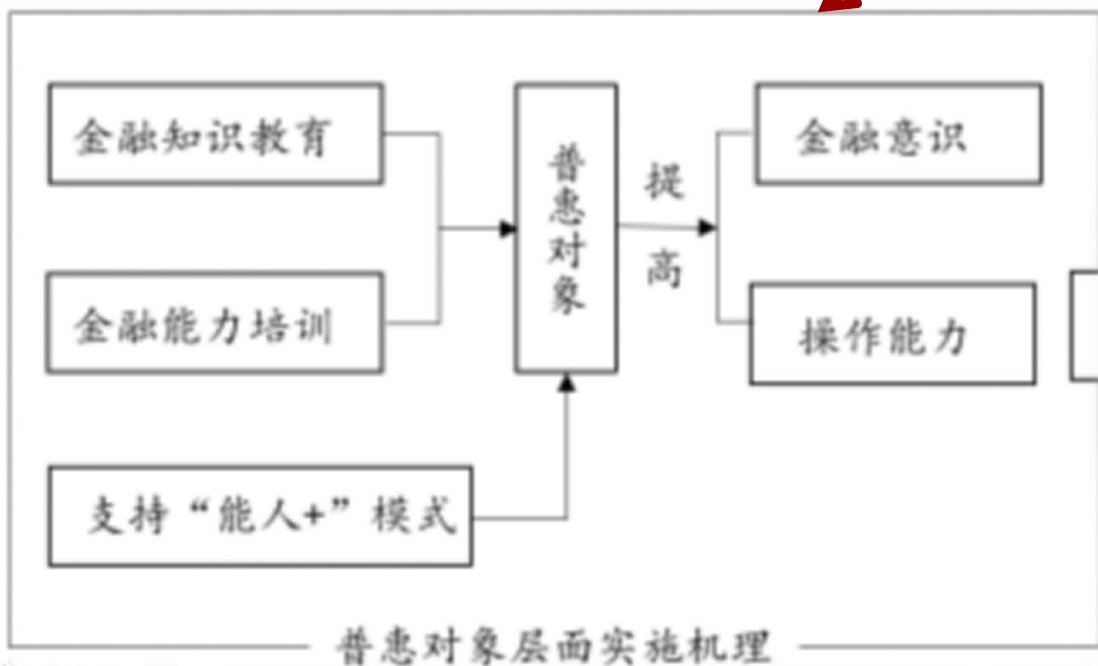 金融知识教育
金融能力培训
支持“能人+”模式
普惠对象
提高
金融意识
操作能力
普惠对象层面实施机理